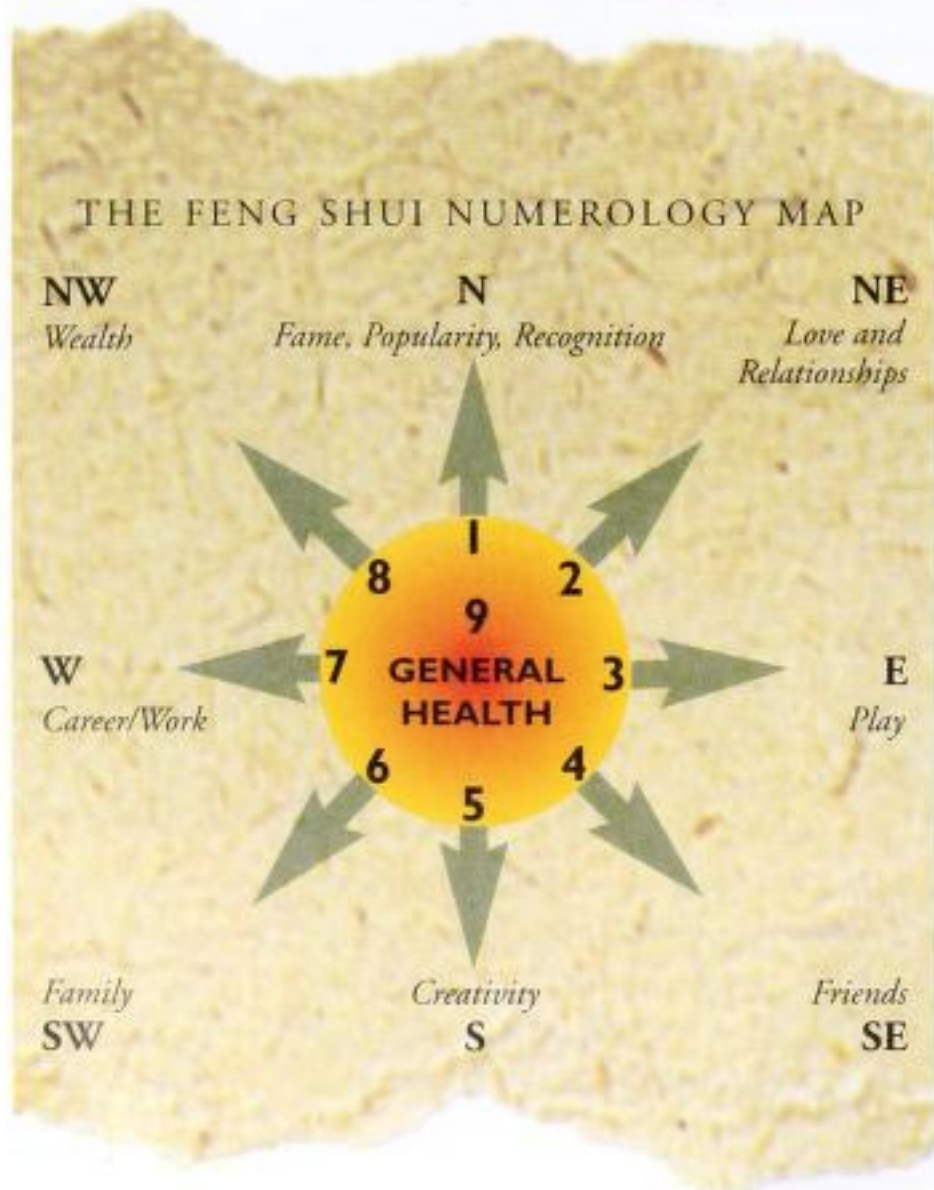 THE FENG SHUI NUMEROLOGY MAP
NW
N
NE
Wealth
Fame, Popularity, Recognition
Love and
Relationships
1
8
2
9
W
7
GENERAL
3
E
HEALTH
Career/Work
Play
6
4
5
Family
Creativity
Friends
SW
S
SE